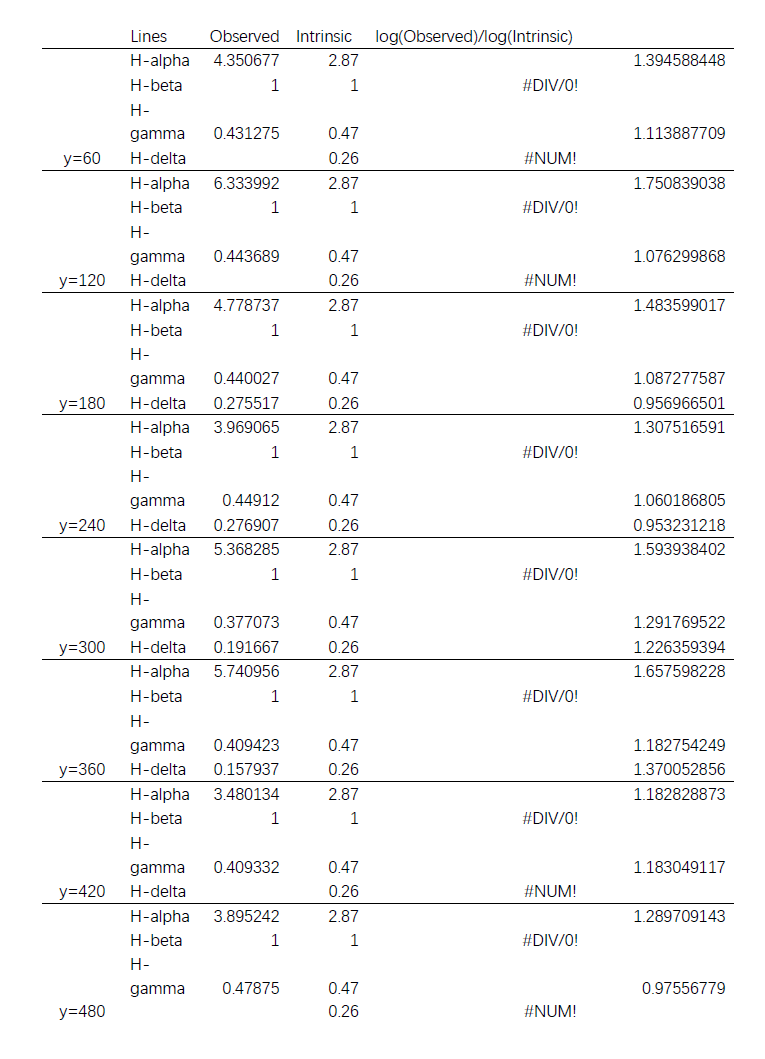 Lines Observed Intrinsic log(Observed)/log(Intrinsic)
H-alpha 4.350677 2.87 1.394588448
H-beta 1 1 #DIV/0!
H-
gamma 0.431275 0.47 1.113887709
y=60 H-delta 0.26 #NUM!
H-alpha 6.333992 2.87 1.750839038
H-beta 1 1 #DIV/0!
H-
gamma 0.443689 0.47 1.076299868
y=120 H-delta 0.26 #NUM!
H-alpha 4.778737 2.87 1.483599017
H-beta 1 1 #DIV/0!
H-
gamma 0.440027 0.47 1.087277587
y=180 H-delta 0.275517 0.26 0.956966501
H-alpha 3.969065 2.87 1.307516591
H-beta 1 1 #DIV/0!
H-
gamma 0.44912 0.47 1.060186805
y=240 H-delta 0.276907 0.26 0.953231218
H-alpha 5.368285 2.87 1.593938402
H-beta 1 1 #DIV/0!
H-
gamma 0.377073 0.47 1.291769522
y=300 H-delta 0.191667 0.26 1.226359394
H-alpha 5.740956 2.87 1.657598228
H-beta 1 1 #DIV/0!
H-
gamma 0.409423 0.47 1.182754249
y=360 H-delta 0.157937 0.26 1.370052856
H-alpha 3.480134 2.87 1.182828873
H-beta 1 1 #DIV/0!
H-
gamma 0.409332 0.47 1.183049117
y=420 H-delta 0.26 #NUM!
H-alpha 3.895242 2.87 1.289709143
H-beta 1 1 #DIV/0!
H-
gamma 0.47875 0.47 0.97556779
y=480 0.26 #NUM!